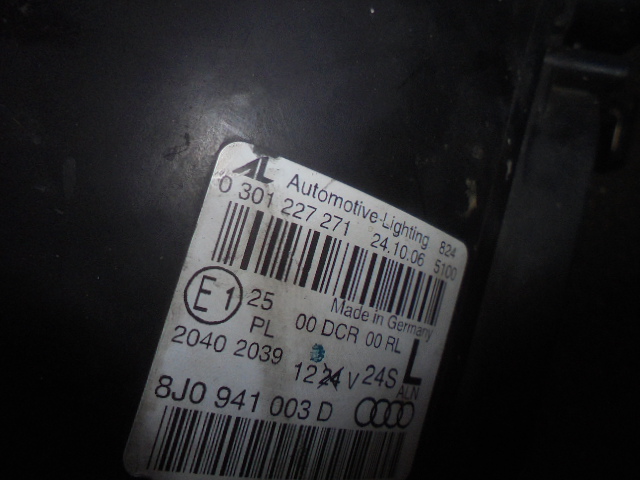 AL Automotive Lighting 824
0 301 227 271 24.10.06 5100
Made in Germany
E1 25 00 DCR 00 RL L
PL
2040 2039 12 24 V 24S ALN
8J0 941 003 D